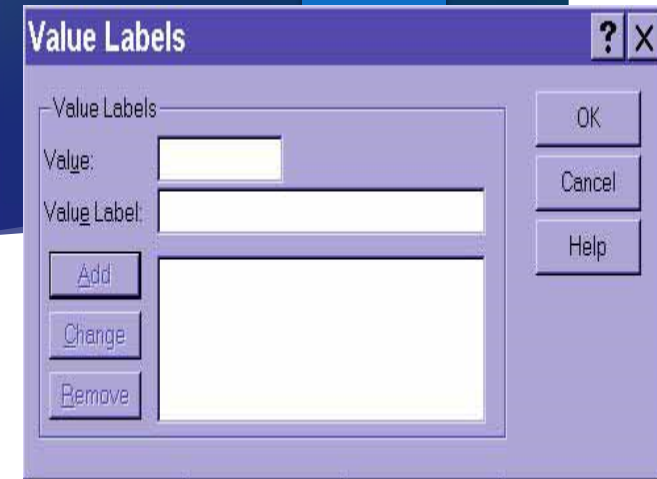 Value Labels
? X
Value Labels
Value:
Value Label:
Add
Change
Remove
OK
Cancel
Help